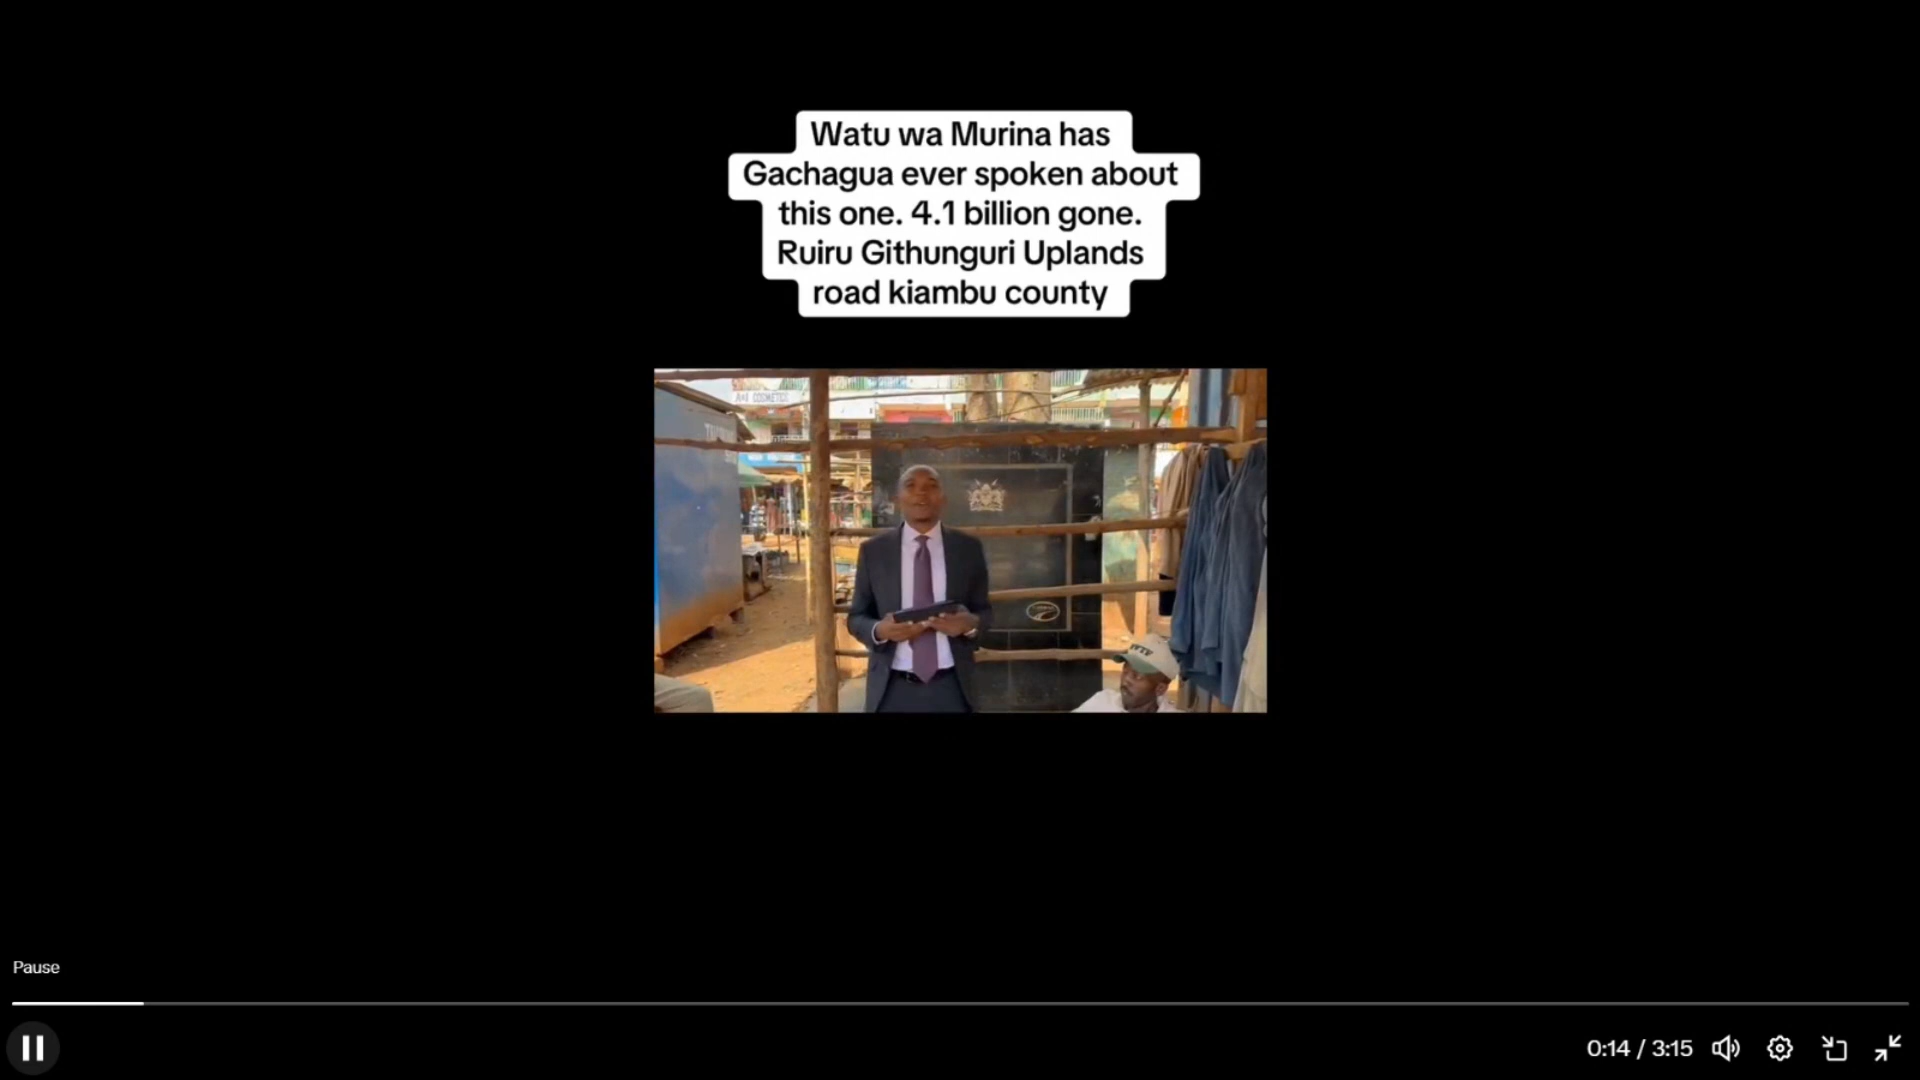 Watu wa Murina has
Gachagua ever spoken about
this one. 4.1 billion gone.
Ruiru Githunguri Uplands
road kiambu county
COSMETICS
Pause
0:14 / 3:15